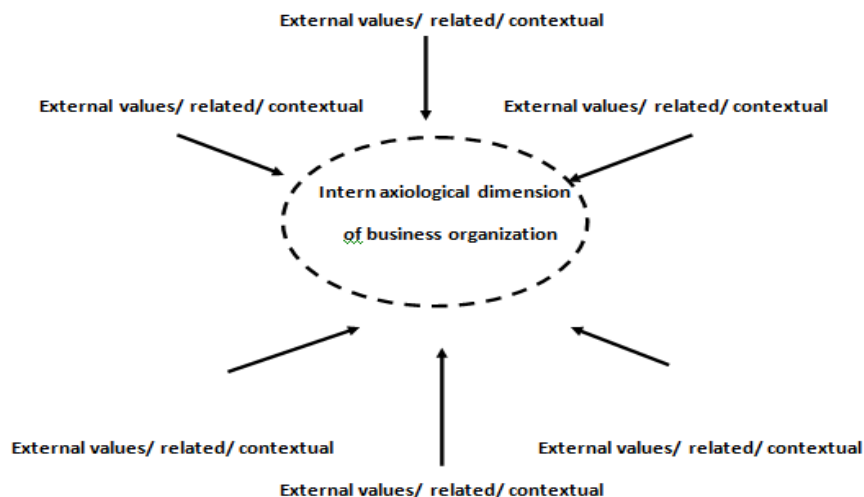 External values/ related/ contextual
External values/ related/ contextual
External values/ related/ contextual
Intern axiological dimension
of business organization
External values/ related/ contextual
External values/ related/ contextual
External values/ related/ contextual